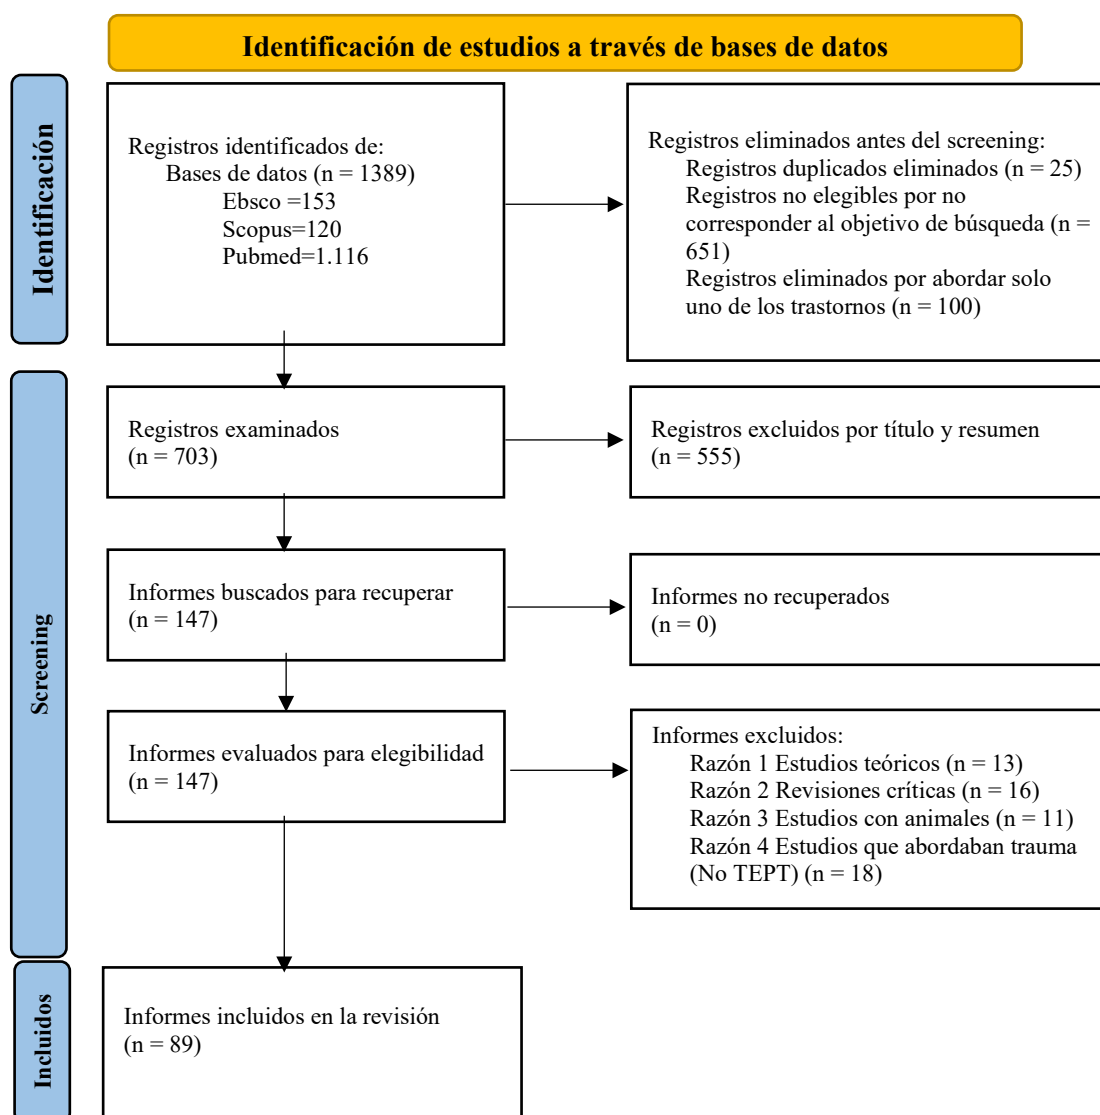 Identificación de estudios a través de bases de datos
Identificación
Registros identificados de:
Bases de datos (n = 1389)
Ebsco =153
Scopus=120
Pubmed=1.116
Registros eliminados antes del screening:
Registros duplicados eliminados (n = 25)
Registros no elegibles por no
corresponder al objetivo de búsqueda (n =
651)
Registros eliminados por abordar solo
uno de los trastornos (n = 100)
Screening
Registros examinados
(n = 703)
Registros excluidos por título y resumen
(n = 555)
Informes buscados para recuperar
(n = 147)
Informes no recuperados
(n = 0)
Informes evaluados para elegibilidad
(n = 147)
Informes excluidos:
Razón 1 Estudios teóricos (n = 13)
Razón 2 Revisiones críticas (n = 16)
Razón 3 Estudios con animales (n = 11)
Razón 4 Estudios que abordaban trauma
(No TEPT) (n = 18)
Incluidos
Informes incluidos en la revisión
(n = 89)